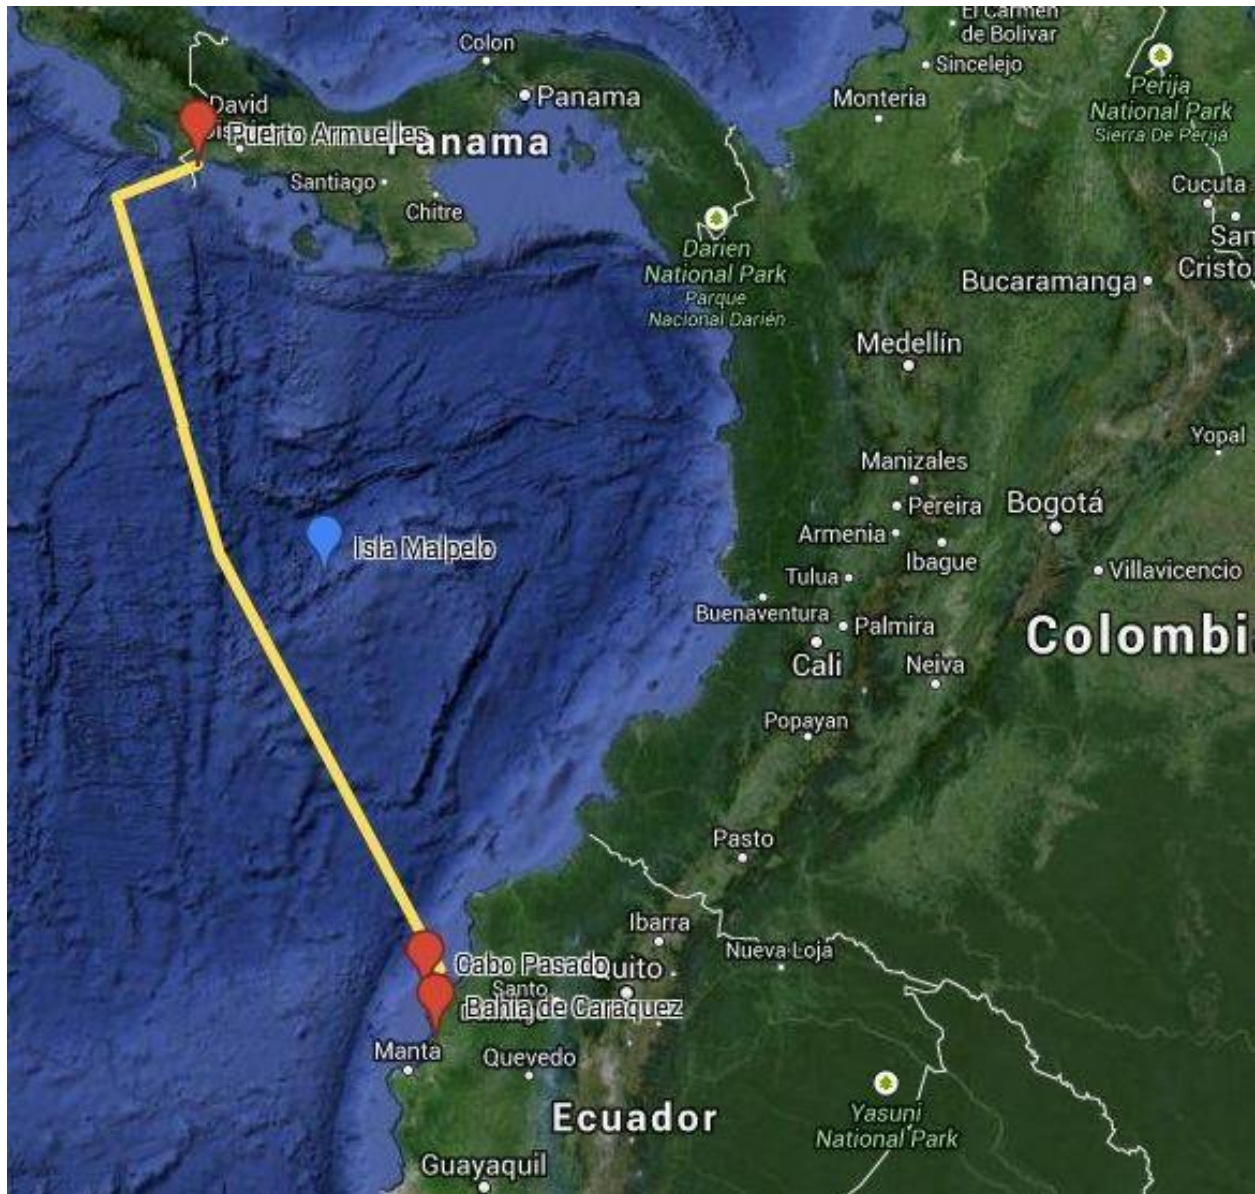 El Carmen
de Bolivar
Colon
Sincelejo
Panama
Monteria
Perija
National Park
Sierra De Perijá
David
Puerto Armuelles
Panama
Santiago
Chitre
Cucuta
San
Cristo
Darien
National Park
Parque
Nacional Darién
Bucaramanga
Medellín
Yopal
Manizales
Pereira
Bogotá
Armenia
Ibague
Isla Malpelo
Tulua
Villavicencio
Buenaventura
Palmira
Cali
Neiva
Colombi
Popayan
Pasto
Ibarra
Nueva Loja
Cabo Pasado
Quito
Santo
Bahia de Caraquez
Manta
Quevedo
Ecuador
Yasuni
National Park
Guayaquil